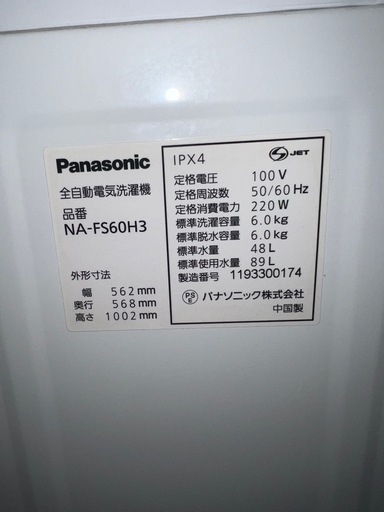 Panasonic
全自動電気洗濯機
品番
NA-FS60H3
外形寸法
幅 562mm
奥行 568mm
高さ 1002mm
IPX4
S JET
定格電圧 100V
定格周波数 50/60Hz
定格消費電力 220W
標準洗濯容量 6.0kg
標準脱水容量 6.0kg
標準水量 48L
標準使用水量 89L
製造番号 1193300174
PSE パナソニック株式会社
中国製